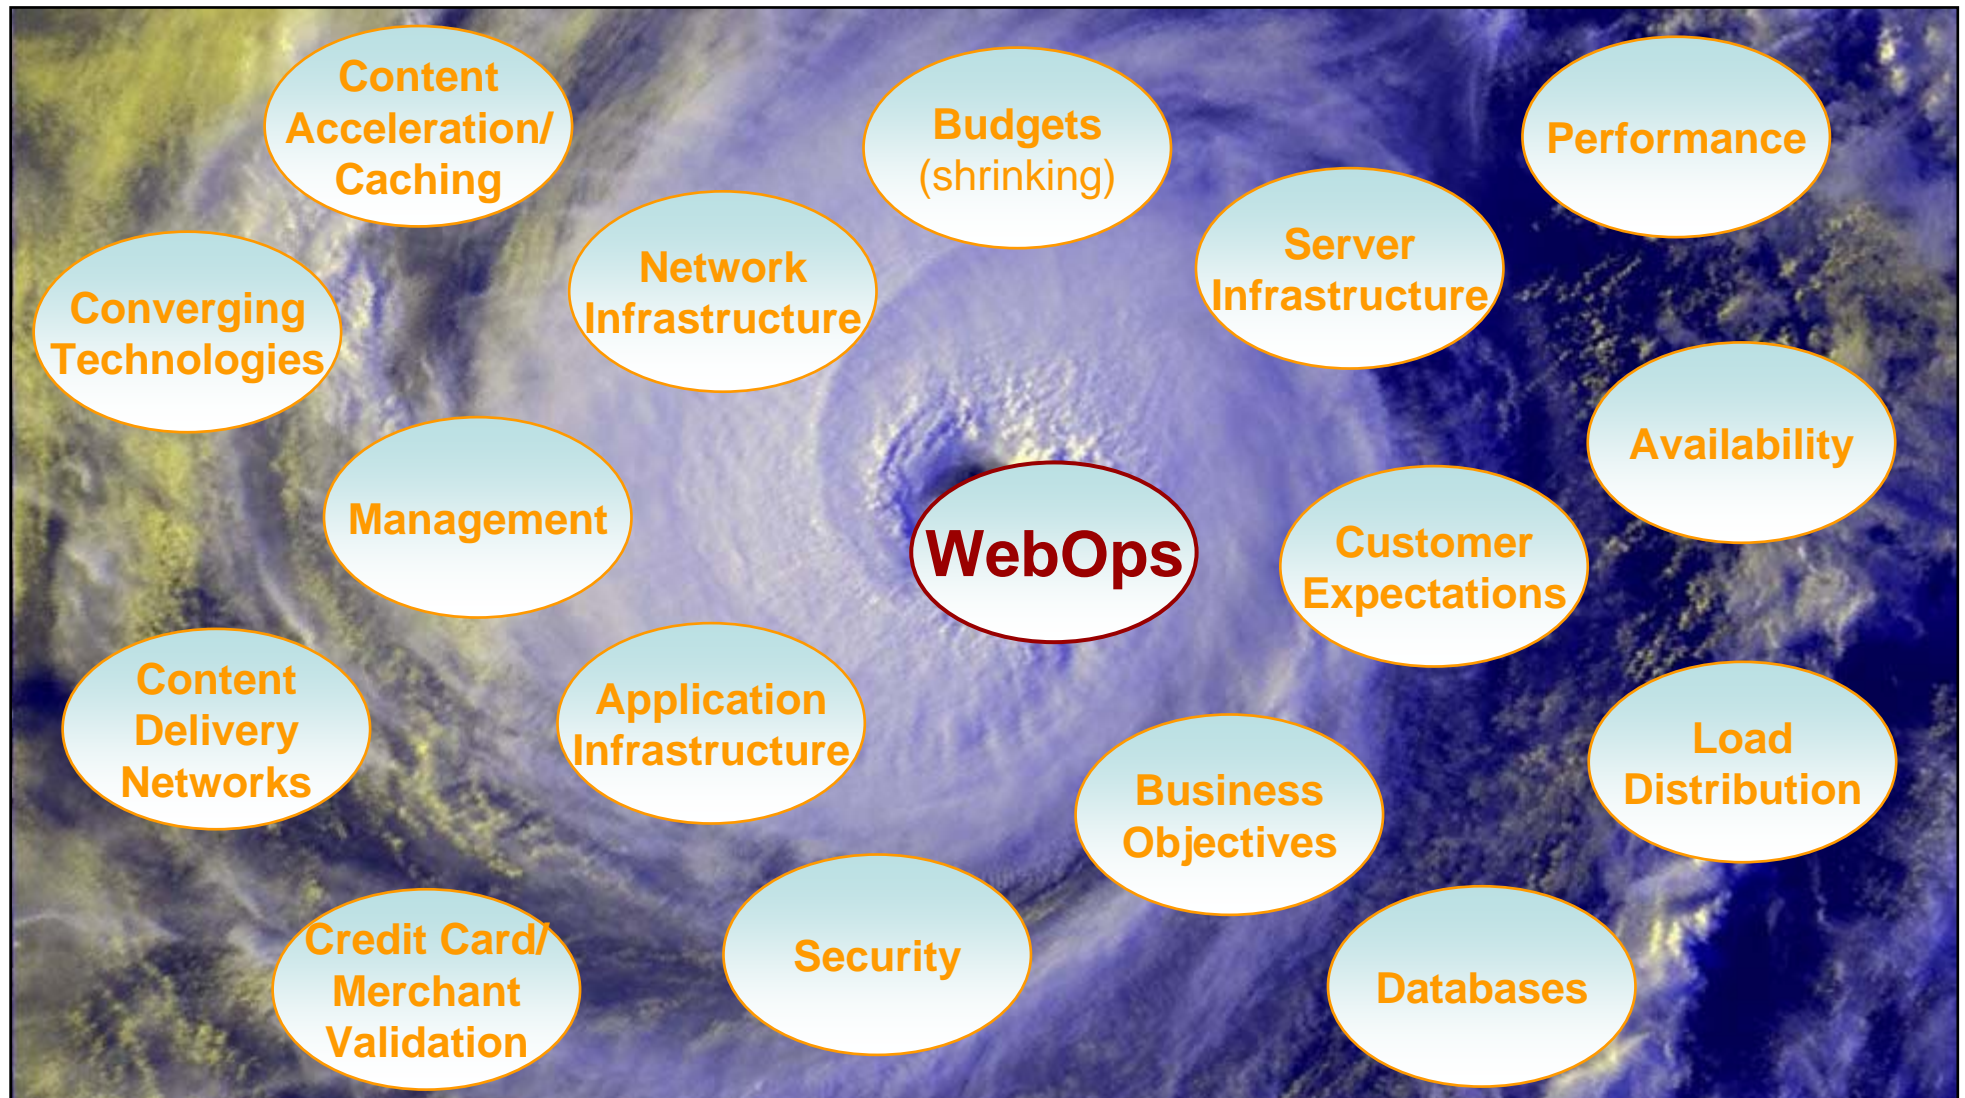 Content
Acceleration/
Caching
Budgets
(shrinking)
Performance
Network
Infrastructure
Server
Infrastructure
Converging
Technologies
Availability
Management
WebOps
Customer
Expectations
Content
Delivery
Networks
Application
Infrastructure
Load
Distribution
Business
Objectives
Credit Card/
Merchant
Validation
Security
Databases